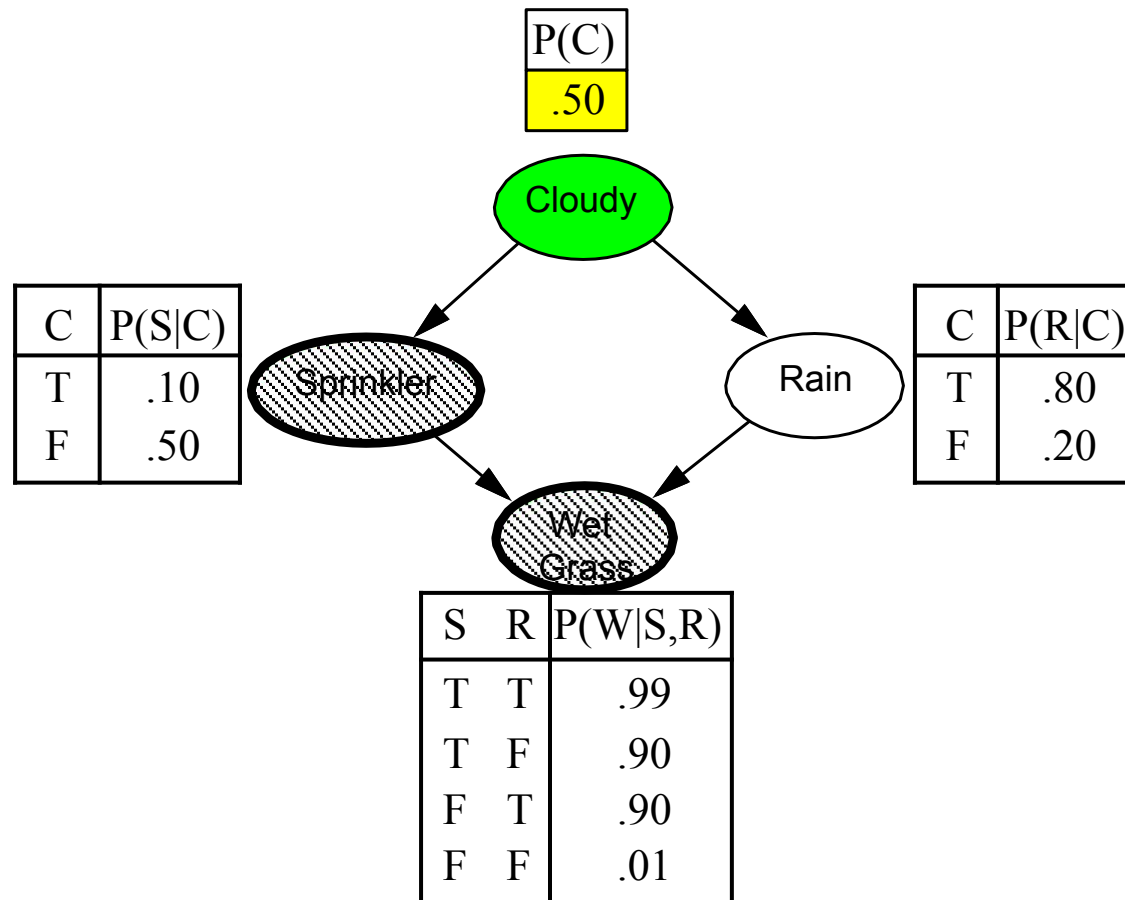 P(C)
.50
Cloudy
C P(S|C)
T .10
F .50
Sprinkler
Rain
C P(R|C)
T .80
F .20
Wet
Grass
S R P(W|S,R)
T T .99
T F .90
F T .90
F F .01